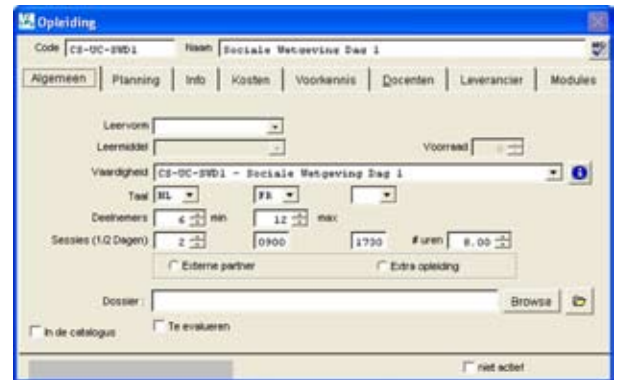 Opleiding
Code CS-UC-SWD1 Naam Sociale Wetgeving Dag 1
Algemeen Planning Info Kosten Voorkennis Docenten Leverancier Modules
Leervorm
Leermiddel Voorraad 0
Vaardigheid CS-UC-SWD1 - Sociale Wetgeving Dag 1
Taal NL FR
Deelnemers 6 min 12 max
Sessies (1/2 Dagen) 2 0900 1730 # uren 8.00
Externe partner Extra opleiding
Dossier : Browse
In de catalogus Te evalueren
niet actief